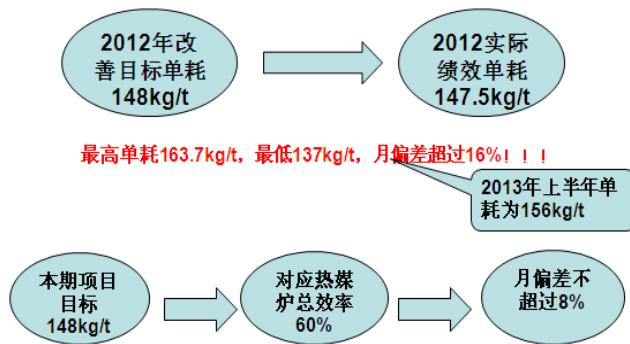 2012年改
善目标单耗
148kg/t
2012实际
绩效单耗
147.5kg/t
最高单耗163.7kg/t，最低137kg/t，月偏差超过16%！！！
2013年上半年单
耗为156kg/t
本期项目
目标
148kg/t
对应热媒
炉总效率
60%
月偏差不
超过8%